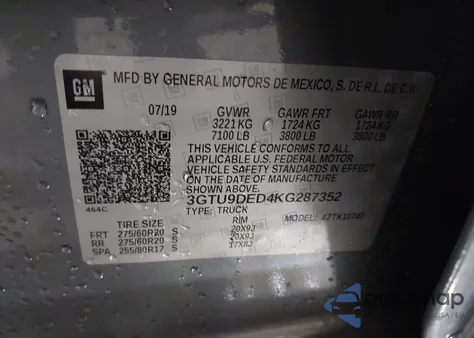 GM
MFD BY GENERAL MOTORS DE MEXICO, S. DE R.L. DE C.V.
07/19 GVWR GAWR FRT GAWR RR
3221 KG 1724 KG 1724 KG
7100 LB 3800 LB 3800 LB
THIS VEHICLE CONFORMS TO ALL
APPLICABLE U.S. FEDERAL MOTOR
VEHICLE SAFETY STANDARDS IN EFFECT
ON THE DATE OF MANUFACTURE SHOWN ABOVE.
3GTU9DED4KG287352
464C
TYPE: TRUCK MODEL:
TIRE SIZE RIM
FRT 275/60R20 S 20X9J
RR 275/60R20 S 20X9J
SPA 255/80R17 S 17X8J